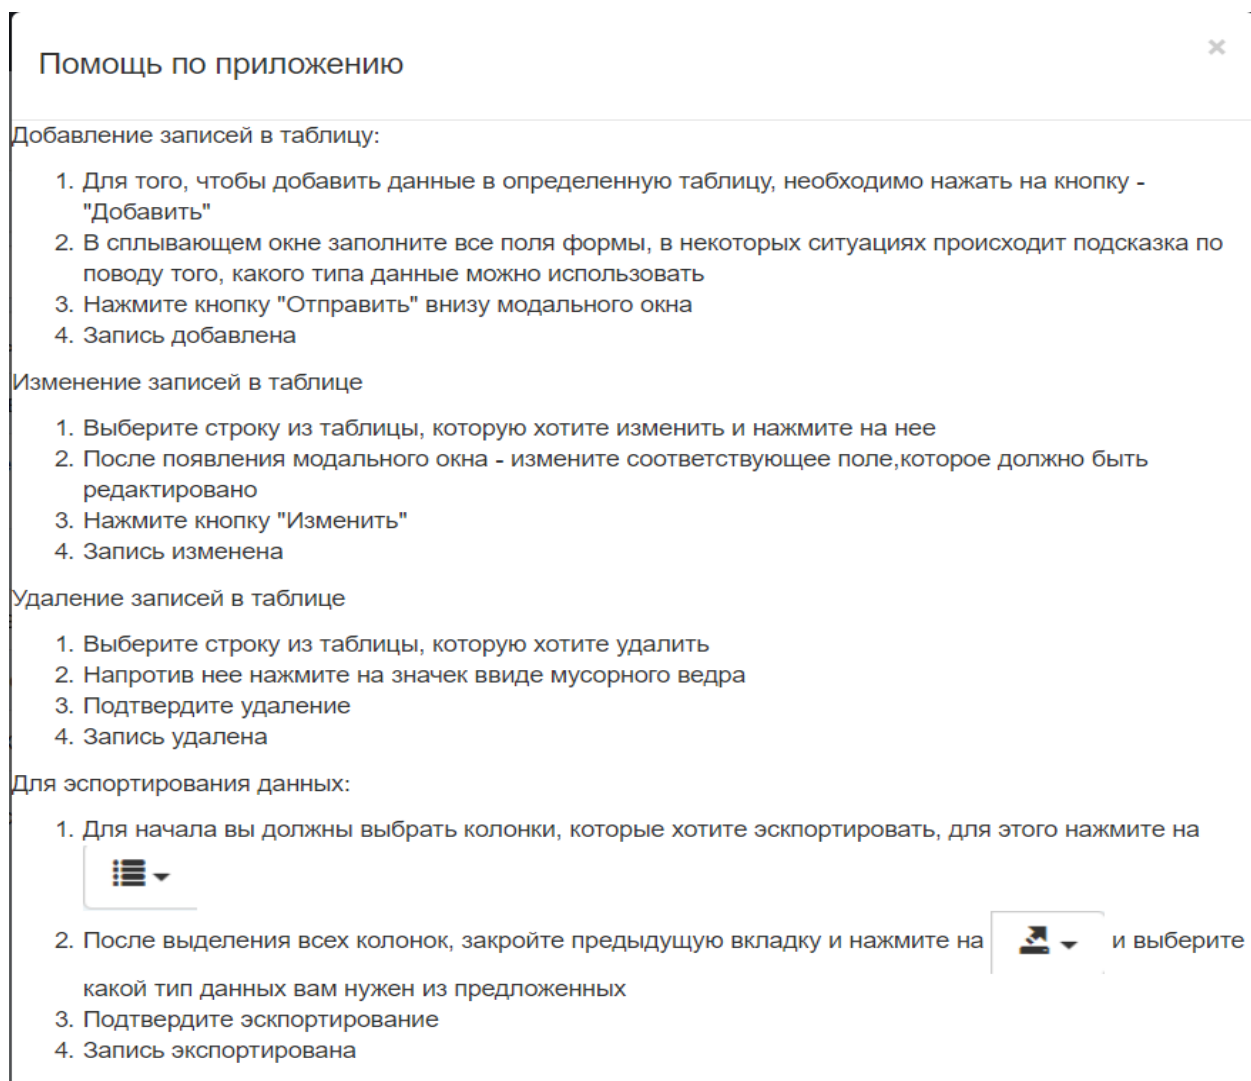 Помощь по приложению
×
Добавление записей в таблицу:
1. Для того, чтобы добавить данные в определенную таблицу, необходимо нажать на кнопку -
"Добавить"
2. В сплывающем окне заполните все поля формы, в некоторых ситуациях происходит подсказка по
поводу того, какого типа данные можно использовать
3. Нажмите кнопку "Отправить" внизу модального окна
4. Запись добавлена
Изменение записей в таблице
1. Выберите строку из таблицы, которую хотите изменить и нажмите на нее
2. После появления модального окна - измените соответствующее поле,которое должно быть
редактировано
3. Нажмите кнопку "Изменить"
4. Запись изменена
Удаление записей в таблице
1. Выберите строку из таблицы, которую хотите удалить
2. Напротив нее нажмите на значек ввиде мусорного ведра
3. Подтвердите удаление
4. Запись удалена
Для эспортирования данных:
1. Для начала вы должны выбрать колонки, которые хотите эскпортировать, для этого нажмите на
2. После выделения всех колонок, закройте предыдущую вкладку и нажмите на и выберите
какой тип данных вам нужен из предложенных
3. Подтвердите эскпортирование
4. Запись экспортирована